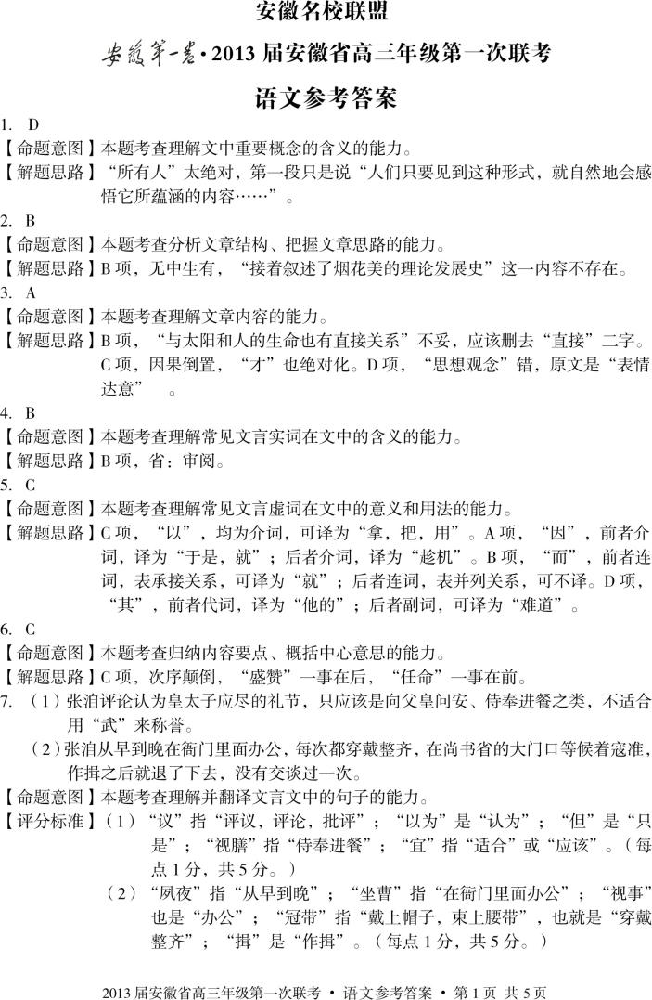 安徽名校联盟
安徽第一卷·2013届安徽省高三年级第一次联考
语文参考答案
1. D
【命题意图】本题考查理解文中重要概念的含义的能力。
【解题思路】“所有人”太绝对，第一段只是说“人们只要见到这种形式，就自然地会感
悟它所蕴涵的内容……”。
2. B
【命题意图】本题考查分析文章结构、把握文章思路的能力。
【解题思路】B项，无中生有，“接着叙述了烟花美的理论发展史”这一内容不存在。
3. A
【命题意图】本题考查理解文章内容的能力。
【解题思路】B项，“与太阳和人的生命也有直接关系”不妥，应该删去“直接”二字。
C项，因果倒置，“才”也绝对化。D项，“思想观念”错，原文是“表情
达意” 。
4. B
【命题意图】本题考查理解常见文言实词在文中的含义的能力。
【解题思路】B项，省：审阅。
5. C
【命题意图】本题考查理解常见文言虚词在文中的意义和用法的能力。
【解题思路】C项，“以”，均为介词，可译为“拿，把，用”。A项，“因”，前者介
词，译为“于是，就”；后者介词，译为“趁机”。B项，“而”，前者连
词，表承接关系，可译为“就”；后者连词，表并列关系，可不译。D项，
“其”，前者代词，译为“他的”；后者副词，可译为“难道”。
6. C
【命题意图】本题考查归纳内容要点、概括中心意思的能力。
【解题思路】C项，次序颠倒，“盛赞”一事在后，“任命”一事在前。
7. （1）张洎评论认为皇太子应尽的礼节，只应该是向父皇问安、侍奉进餐之类，不适合
用“武”来称誉。
（2）张洎从早到晚在衙门里面办公，每次都穿戴整齐，在尚书省的大门口等候着寇准，
作揖之后就退了下去，没有交谈过一次。
【命题意图】本题考查理解并翻译文言文中的句子的能力。
【评分标准】（1）“议”指“评议，评论，批评”；“以为”是“认为”；“但”是“只
是”；“视膳”指“侍奉进餐”；“宜”指“适合”或“应该”。（每
点1分，共5分。）
（2）“夙夜”指“从早到晚”；“坐曹”指“在衙门里面办公”；“视事”
也是“办公”；“冠带”指“戴上帽子，束上腰带”，也就是“穿戴
整齐”；“揖”是“作揖”。（每点1分，共5分。）
2013届安徽省高三年级第一次联考 • 语文参考答案 • 第1页 共5页